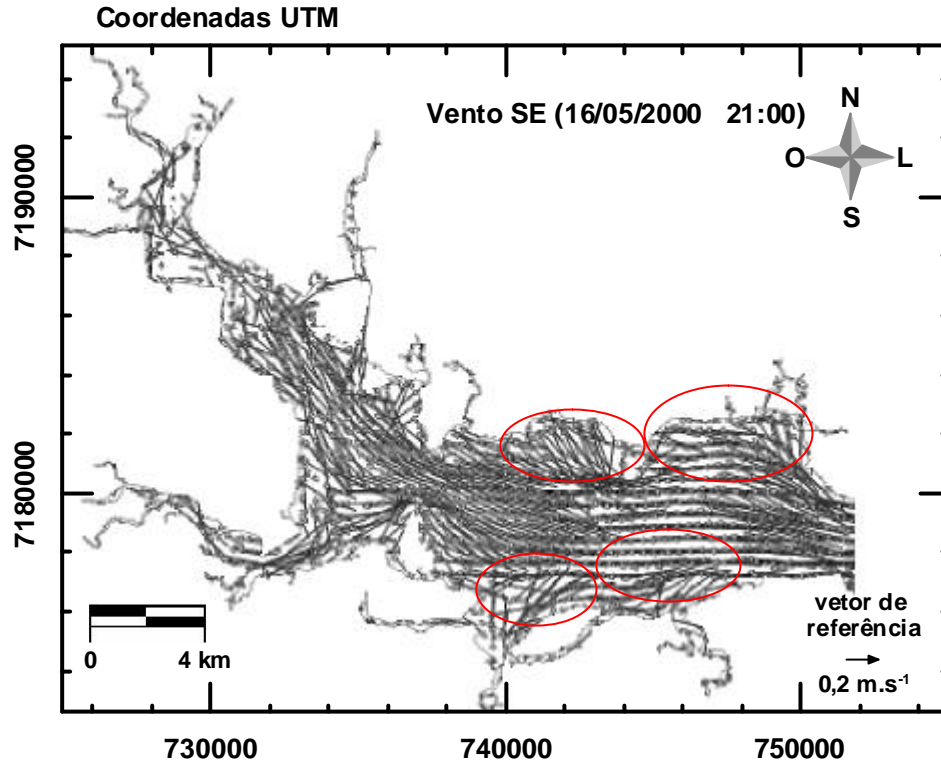 Coordenadas UTM
Vento SE (16/05/2000 21:00)
N
O
L
S
7190000
7180000
vetor de
referência
0,2 m.s⁻¹
0
4 km
730000
740000
750000